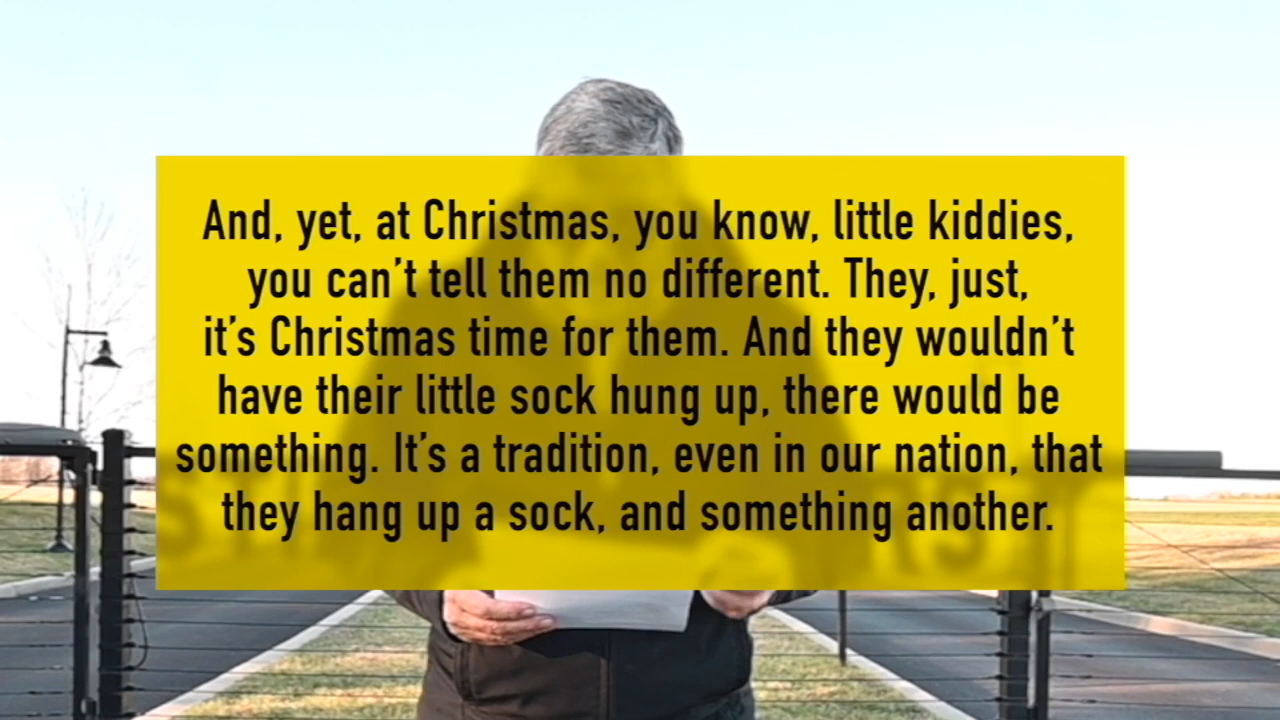 And, yet, at Christmas, you know, little kiddies,
you can't tell them no different. They, just,
it's Christmas time for them. And they wouldn't
have their little sock hung up, there would be
something. It's a tradition, even in our nation, that
they hang up a sock, and something another.